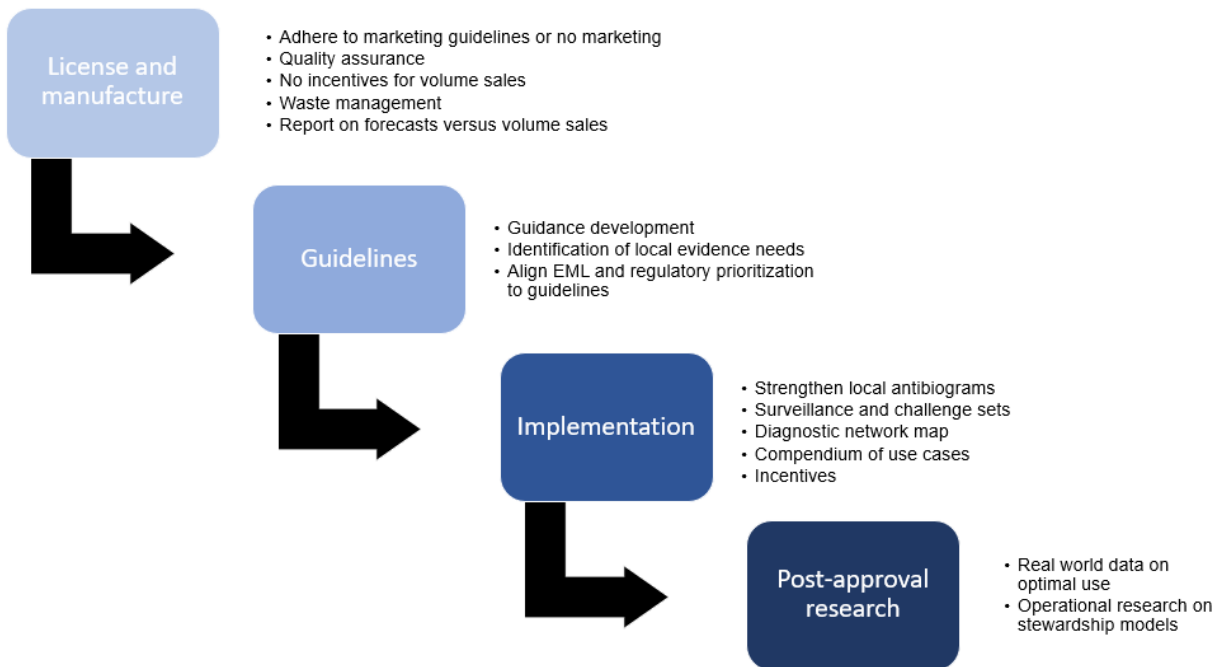 License and
manufacture
• Adhere to marketing guidelines or no marketing
• Quality assurance
• No incentives for volume sales
• Waste management
• Report on forecasts versus volume sales
Guidelines
• Guidance development
• Identification of local evidence needs
• Align EML and regulatory prioritization
to guidelines
Implementation
• Strengthen local antibiograms
• Surveillance and challenge sets
• Diagnostic network map
• Compendium of use cases
• Incentives
Post-approval
research
• Real world data on
optimal use
• Operational research on
stewardship models